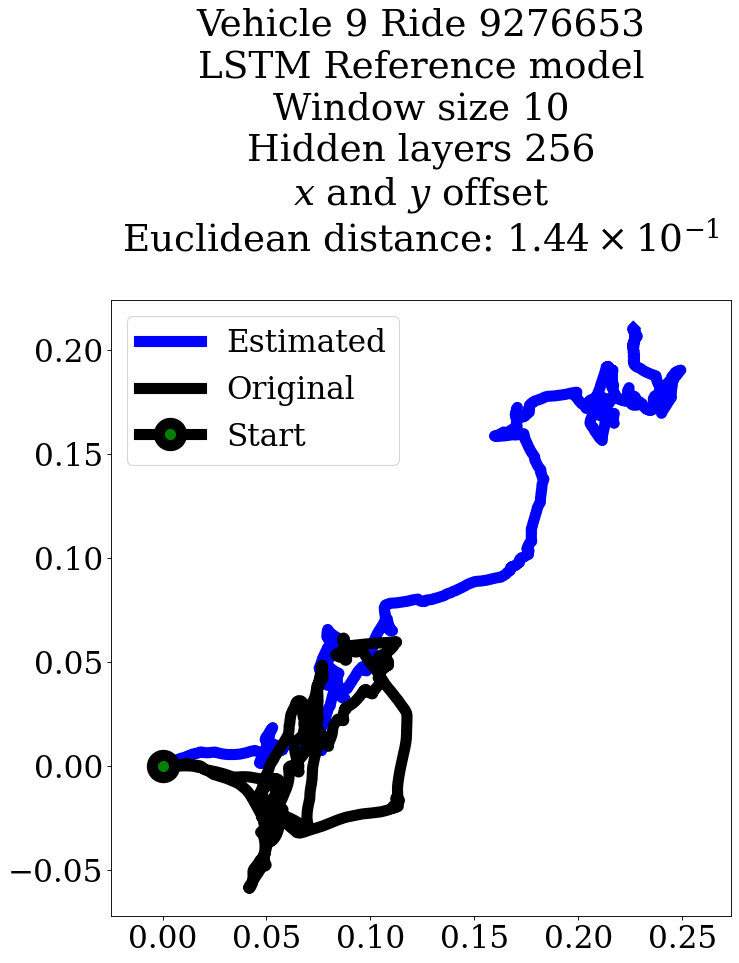 Vehicle 9 Ride 9276653
LSTM Reference model
Window size 10
Hidden layers 256
x and y offset
Euclidean distance: 1.44 × 10⁻¹
Estimated
Original
Start
0.20
0.15
0.10
0.05
0.00
−0.05
0.00 0.05 0.10 0.15 0.20 0.25